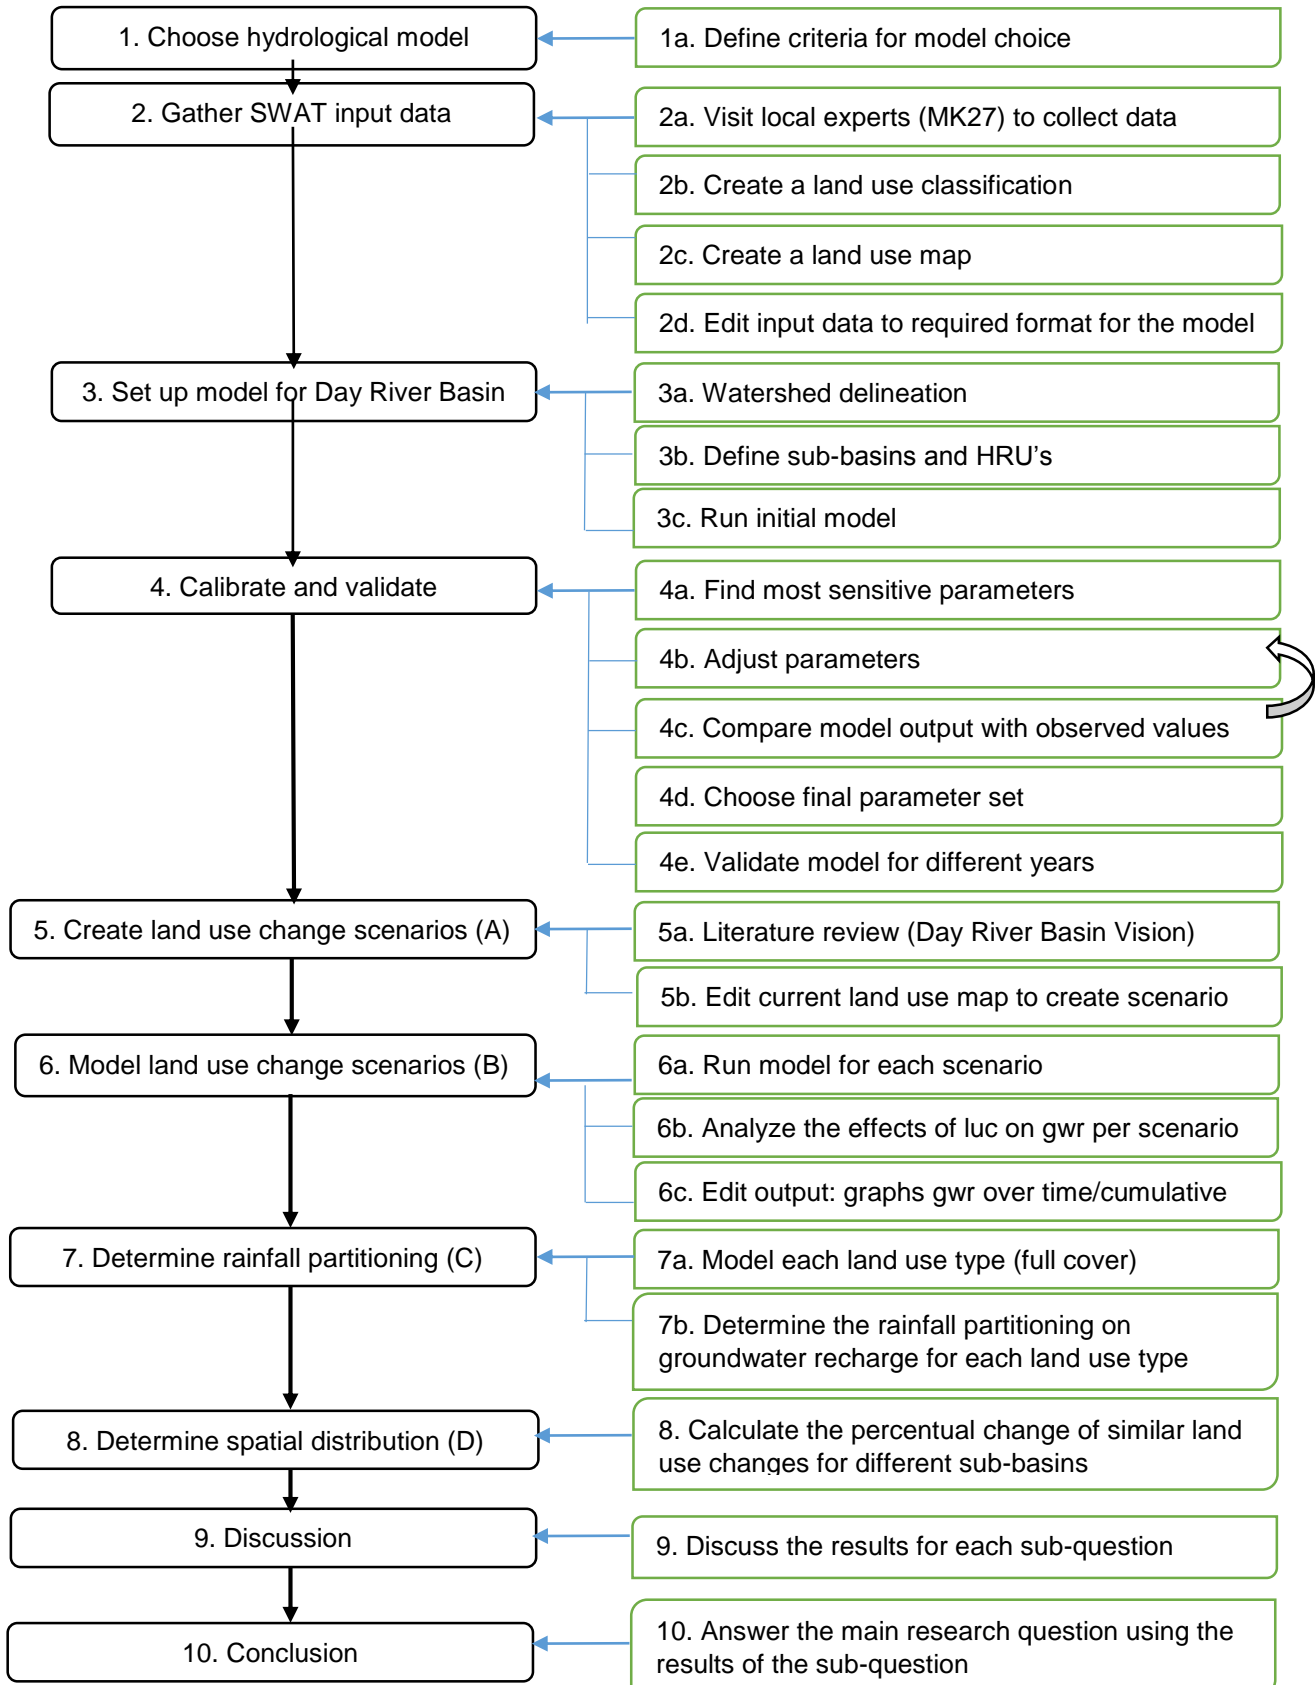 1. Choose hydrological model
1a. Define criteria for model choice
2. Gather SWAT input data
2a. Visit local experts (MK27) to collect data
2b. Create a land use classification
2c. Create a land use map
2d. Edit input data to required format for the model
3. Set up model for Day River Basin
3a. Watershed delineation
3b. Define sub-basins and HRU's
3c. Run initial model
4. Calibrate and validate
4a. Find most sensitive parameters
4b. Adjust parameters
4c. Compare model output with observed values
4d. Choose final parameter set
4e. Validate model for different years
5. Create land use change scenarios (A)
5a. Literature review (Day River Basin Vision)
5b. Edit current land use map to create scenario
6. Model land use change scenarios (B)
6a. Run model for each scenario
6b. Analyze the effects of luc on gwr per scenario
6c. Edit output: graphs gwr over time/cumulative
7. Determine rainfall partitioning (C)
7a. Model each land use type (full cover)
7b. Determine the rainfall partitioning on
groundwater recharge for each land use type
8. Determine spatial distribution (D)
8. Calculate the percentual change of similar land
use changes for different sub-basins
9. Discussion
9. Discuss the results for each sub-question
10. Conclusion
10. Answer the main research question using the
results of the sub-question